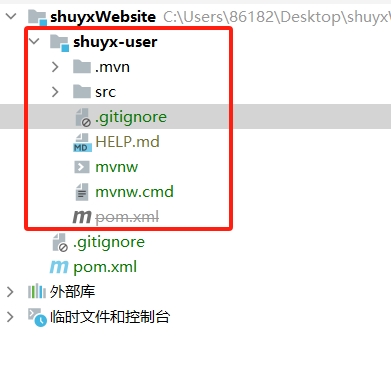 shuyxWebsite C:\Users\86182\Desktop\shuyxW
shuyx-user
.mvn
src
.gitignore
HELP.md
mvnw
mvnw.cmd
pom.xml
.gitignore
pom.xml
外部库
临时文件和控制台